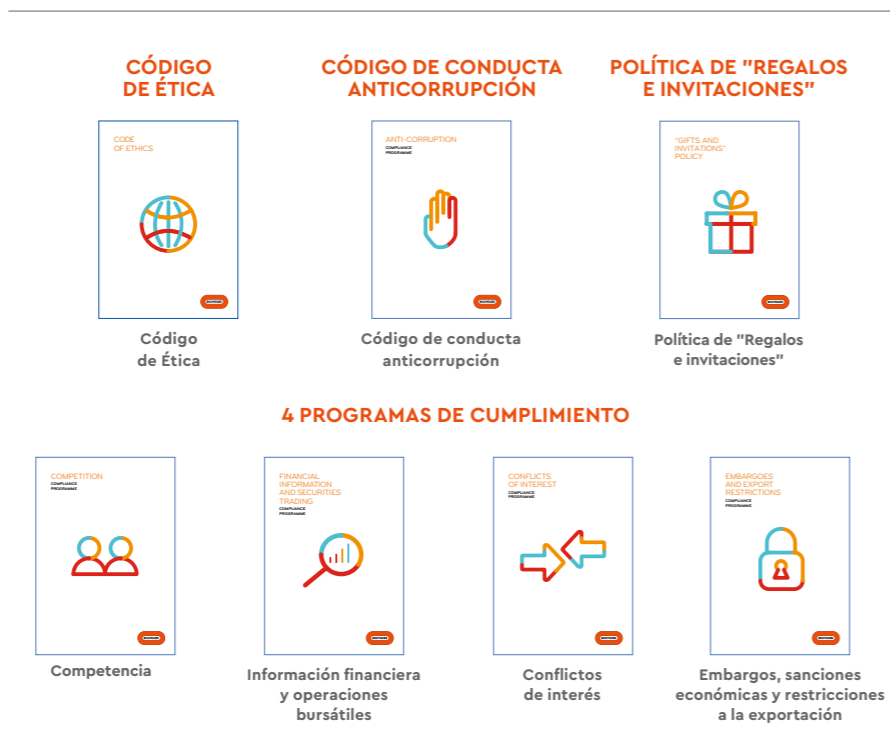 CÓDIGO
DE ÉTICA
CÓDIGO DE CONDUCTA
ANTICORRUPCIÓN
POLÍTICA DE "REGALOS
E INVITACIONES"
CODE
OF ETHICS
ANTI-CORRUPTION
COMPLIANCE
PROGRAMME
"GIFTS AND
INVITATIONS"
POLICY
Código
de Ética
Código de conducta
anticorrupción
Política de "Regalos
e invitaciones"
4 PROGRAMAS DE CUMPLIMIENTO
COMPETITION
COMPLIANCE
PROGRAMME
FINANCIAL
INFORMATION
AND SECURITIES
TRADING
COMPLIANCE
PROGRAMME
CONFLICTS
OF INTEREST
COMPLIANCE
PROGRAMME
EMBARGOES
AND EXPORT
RESTRICTIONS
COMPLIANCE
PROGRAMME
Competencia
Información financiera
y operaciones
bursátiles
Conflictos
de interés
Embargos, sanciones
económicas y restricciones
a la exportación